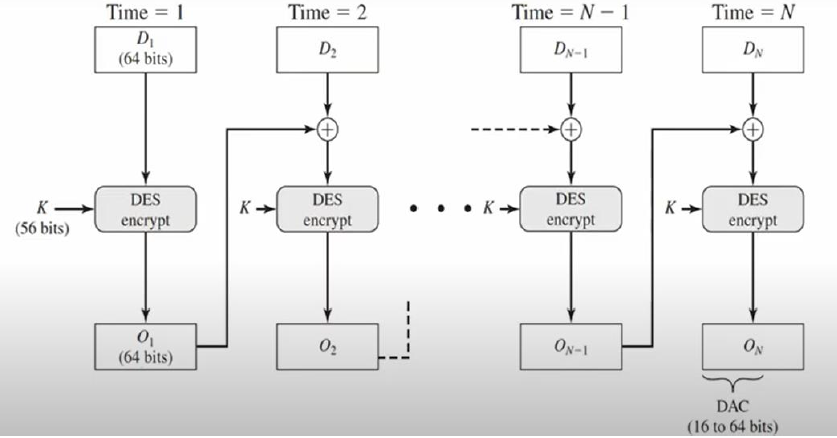 Time = 1
Time = 2
Time = N − 1
Time = N
D₁
(64 bits)
D₂
Dₙ₋₁
Dₙ
+
+
+
K
(56 bits)
DES
encrypt
K
DES
encrypt
• • •
K
DES
encrypt
K
DES
encrypt
O₁
(64 bits)
O₂
Oₙ₋₁
Oₙ
DAC
(16 to 64 bits)